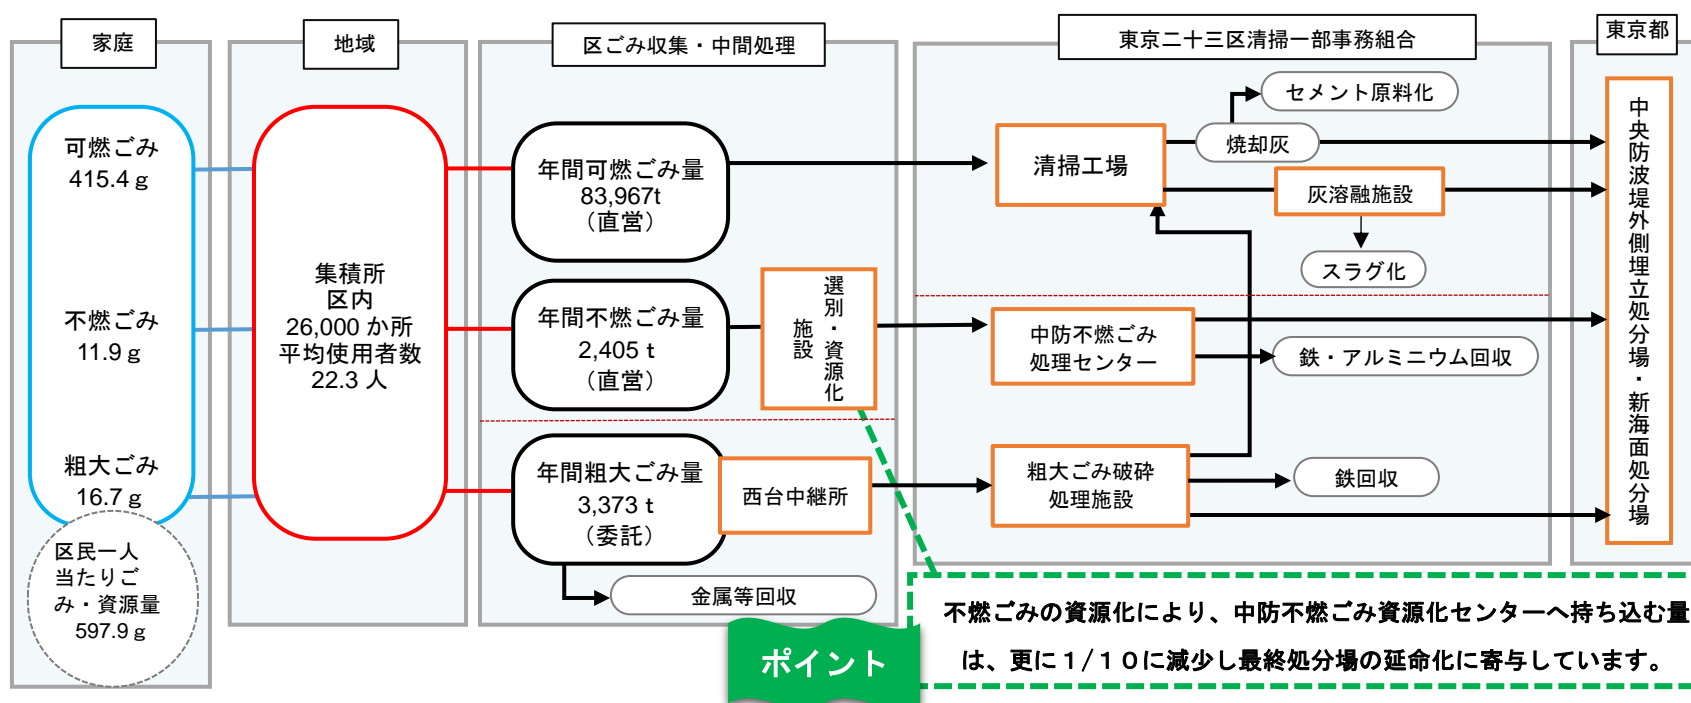 家庭
地域
区ごみ収集・中間処理
東京二十三区清掃一部事務組合
東京都
可燃ごみ
415.4ｇ
不燃ごみ
11.9ｇ
粗大ごみ
16.7ｇ
区民一人
当たりご
み・資源量
597.9ｇ
集積所
区内
26,000 か所
平均使用者数
22.3 人
年間可燃ごみ量
83,967t
（直営）
年間不燃ごみ量
2,405 t
（直営）
選別・資源化
施設
年間粗大ごみ量
3,373 t
（委託）
西台中継所
金属等回収
清掃工場
セメント原料化
焼却灰
灰溶融施設
スラグ化
中防不燃ごみ
処理センター
鉄・アルミニウム回収
粗大ごみ破砕
処理施設
鉄回収
中央防波堤外側埋立処分場・新海面処分場
ポイント
不燃ごみの資源化により、中防不燃ごみ資源化センターへ持ち込む量
は、更に１/１０に減少し最終処分場の延命化に寄与しています。